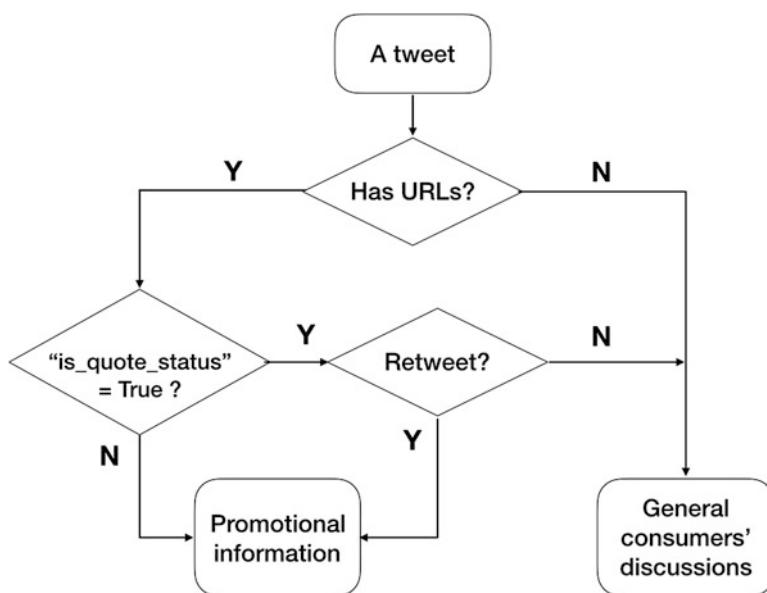 A tweet
Y
Has URLs?
N
“is_quote_status”
= True ?
Y
Retweet?
N
N
Y
Promotional
information
General
consumers’
discussions